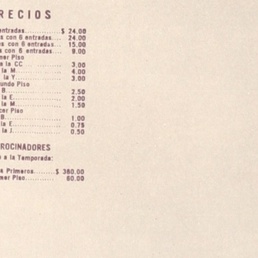 RECIOS
entradas........ $ 24.00
s con 6 entradas.... 24.00
s con 6 entradas.... 15.00
con 6 entradas.... 9.00
mer Piso
la CC ........ 3.00
la M......... 4.00
la Y......... 3.00
undo Piso
B........... 2.50
la E......... 2.00
la M......... 1.50
cer Piso
B........... 1.00
la E......... 0.75
la J......... 0.50
ROCINADORES
a la Temporada:
s Primeros....... $ 360.00
mer Piso......... 60.00